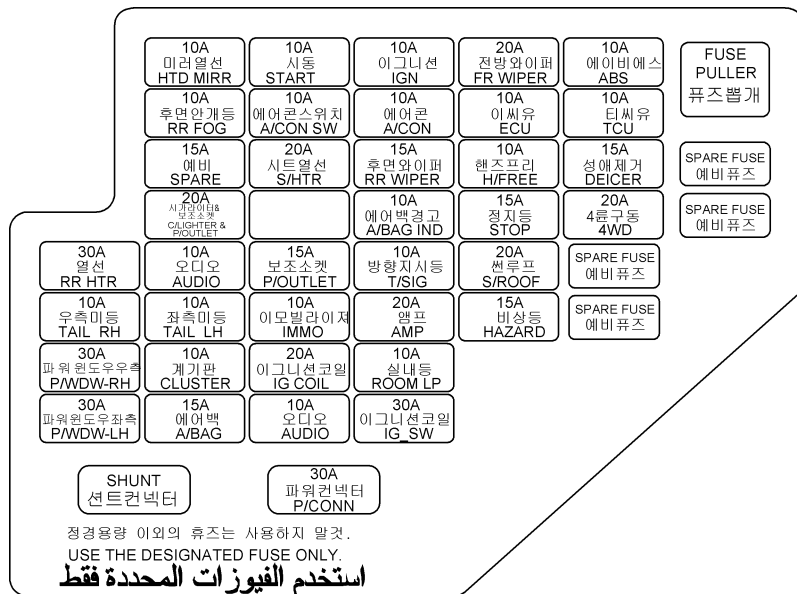 10A
미러열선
HTD MIRR
10A
시동
START
10A
이그니션
IGN
20A
전방와이퍼
FR WIPER
10A
에이비에스
ABS
FUSE
PULLER
퓨즈뽑개
10A
후면안개등
RR FOG
10A
에어콘스위치
A/CON SW
10A
에어콘
A/CON
10A
이씨유
ECU
10A
티씨유
TCU
15A
예비
SPARE
20A
시트열선
S/HTR
15A
후면와이퍼
RR WIPER
10A
핸즈프리
H/FREE
15A
성애제거
DEICER
SPARE FUSE
예비퓨즈
20A
시가라이터&
보조소켓
C/LIGHTER &
P/OUTLET
10A
에어백경고
A/BAG IND
15A
정지등
STOP
20A
4륜구동
4WD
SPARE FUSE
예비퓨즈
30A
열선
RR HTR
10A
오디오
AUDIO
15A
보조소켓
P/OUTLET
10A
방향지시등
T/SIG
20A
썬루프
S/ROOF
SPARE FUSE
예비퓨즈
10A
우측미등
TAIL RH
10A
좌측미등
TAIL LH
10A
이모빌라이져
IMMO
20A
앰프
AMP
15A
비상등
HAZARD
SPARE FUSE
예비퓨즈
30A
파워윈도우우측
P/WDW-RH
10A
계기판
CLUSTER
20A
이그니션코일
IG COIL
10A
실내등
ROOM LP
30A
파워윈도우좌측
P/WDW-LH
15A
에어백
A/BAG
10A
오디오
AUDIO
30A
이그니션코일
IG_SW
SHUNT
션트컨넥터
30A
파워컨넥터
P/CONN
정경용량 이외의 휴즈는 사용하지 말것.
USE THE DESIGNATED FUSE ONLY.
استخدم الفيوزات المحددة فقط